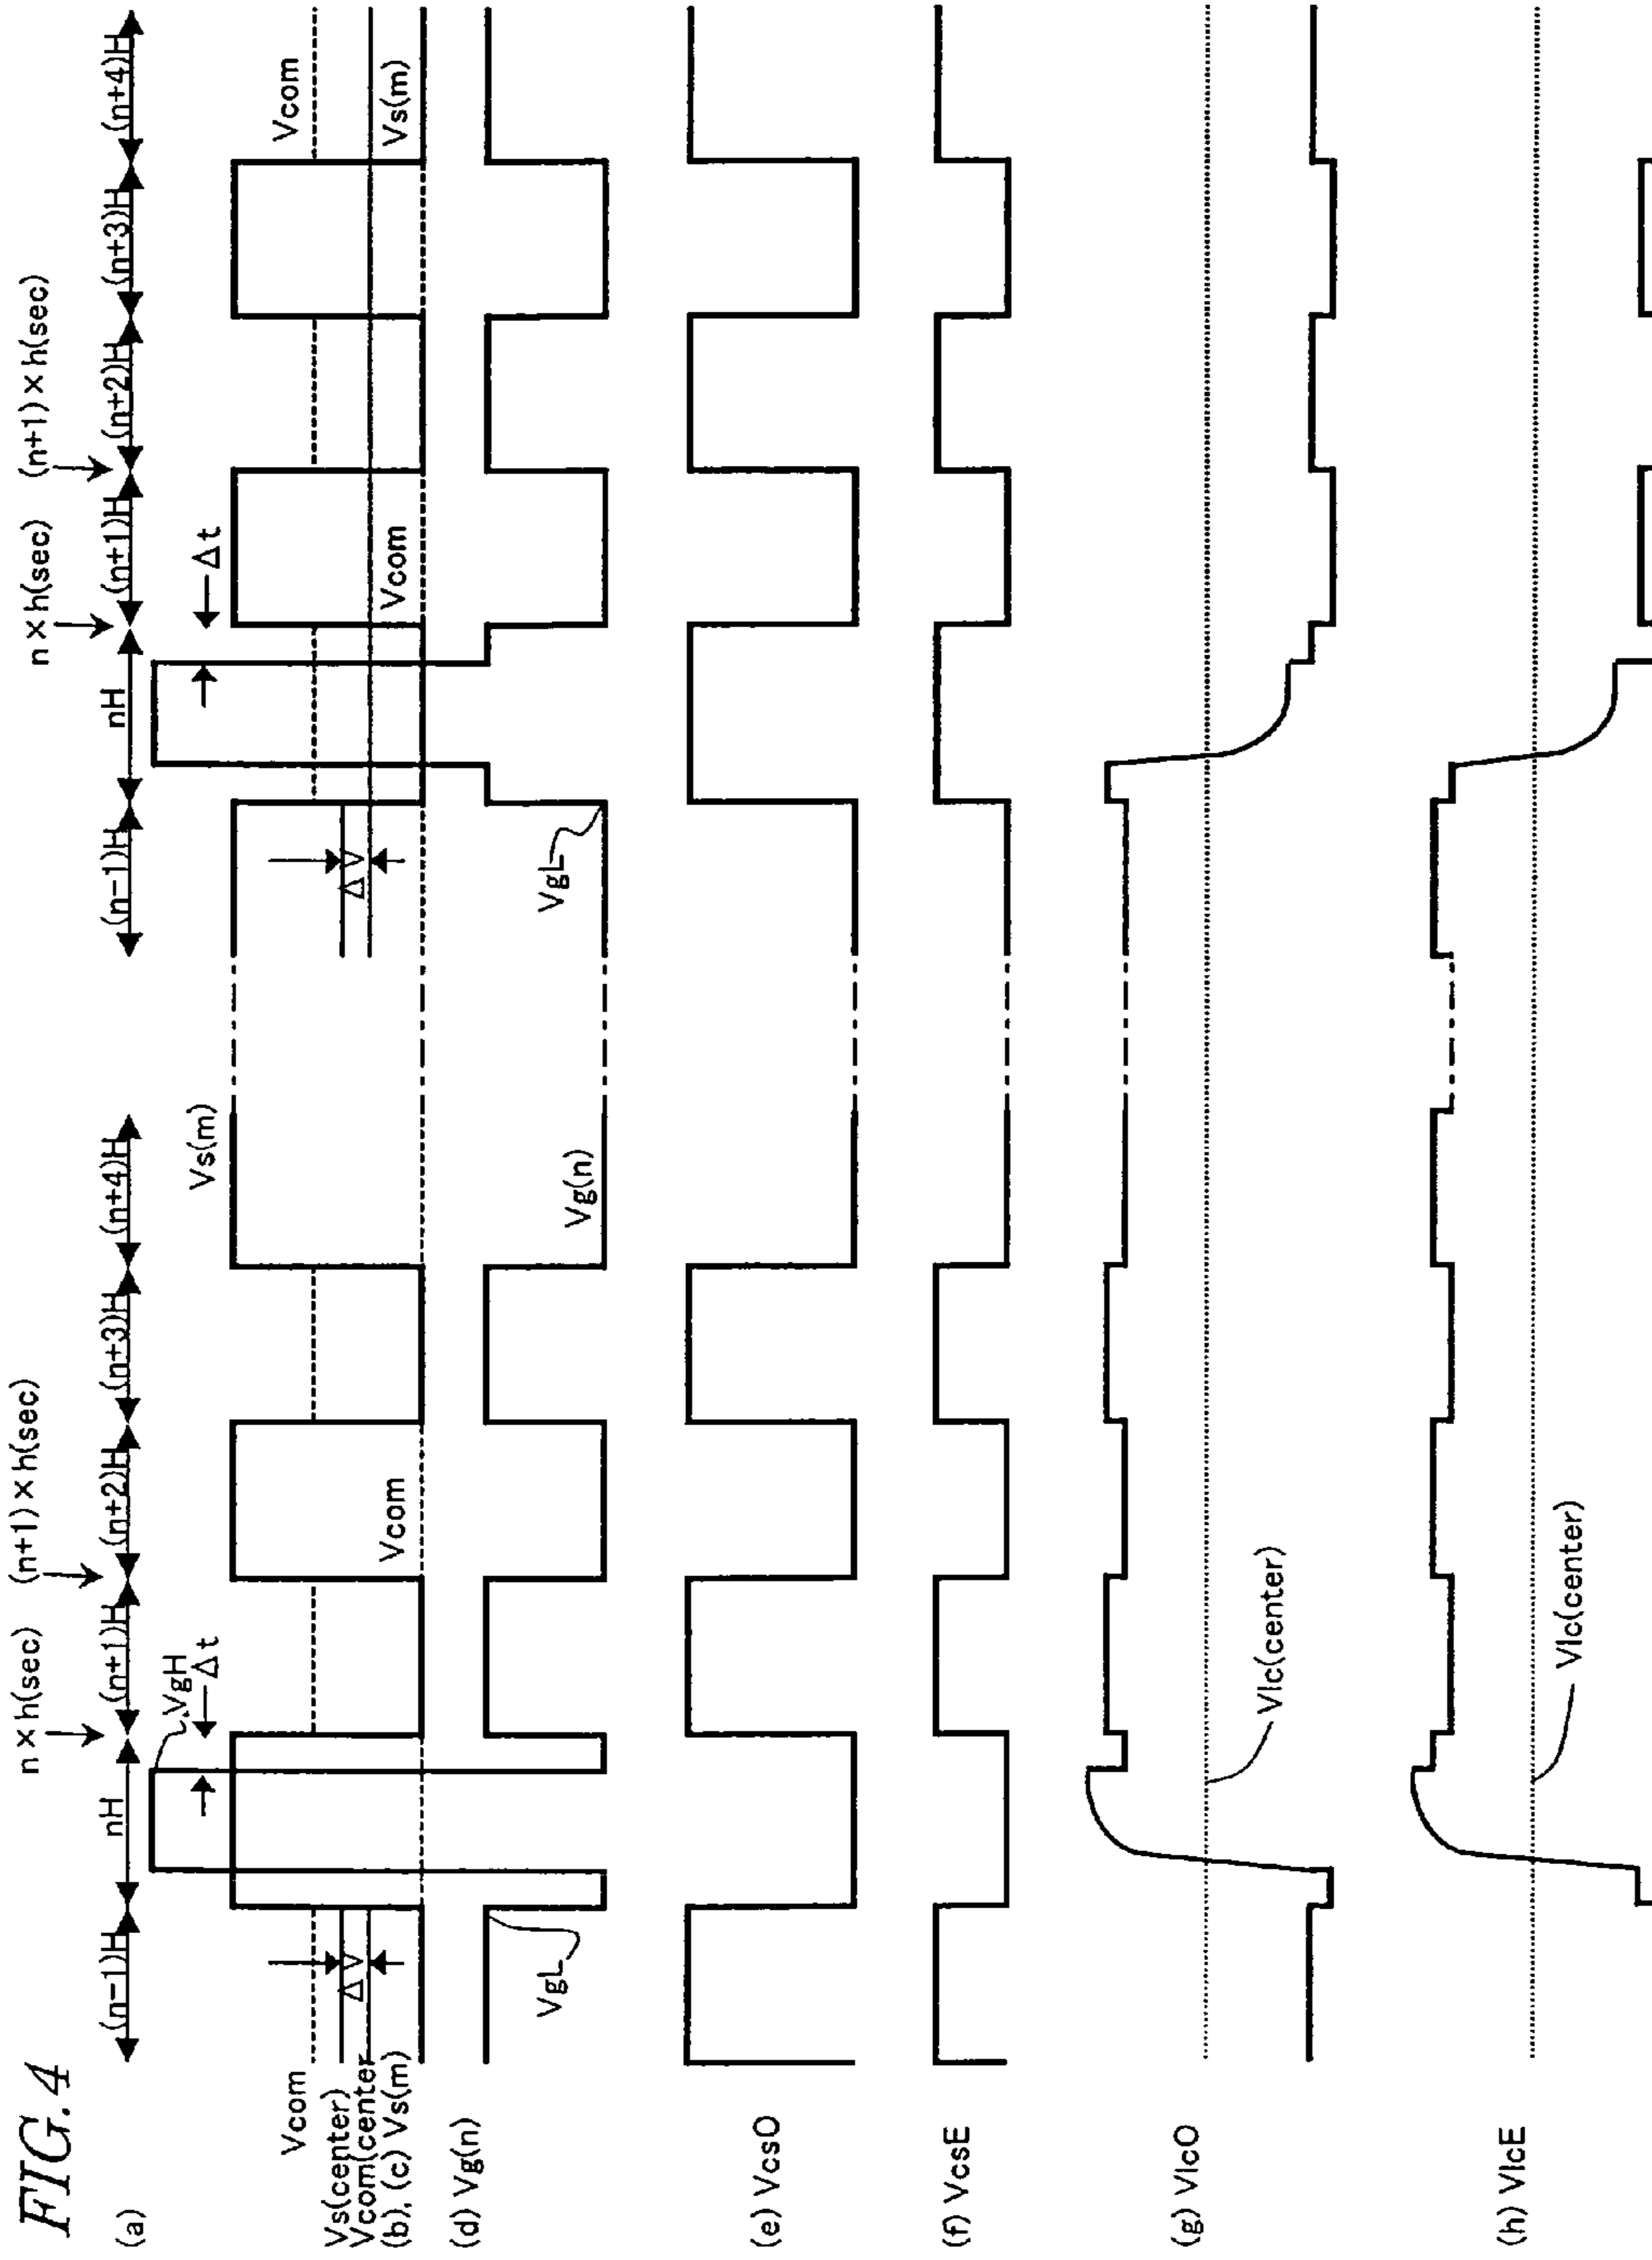 FIG.4
n×h(sec) (n+1)×h(sec) n×h(sec) (n+1)×h(sec)
(a) (n-1)H nH (n+1)H (n+2)H (n+3)H (n+4)H (n-1)H nH (n+1)H (n+2)H (n+3)H (n+4)H
VgH
Δt Vs(m) Δt
Vcom Vcom
Vs(center) ΔV ΔV
Vcom(center
(b), (c) Vs(m) Vcom Vcom Vs(m)
(d) Vg(n) VgL Vg(n) VgL
(e) VcsO
(f) VcsE
(g) VlcO Vlc(center)
(h) VlcE Vlc(center)